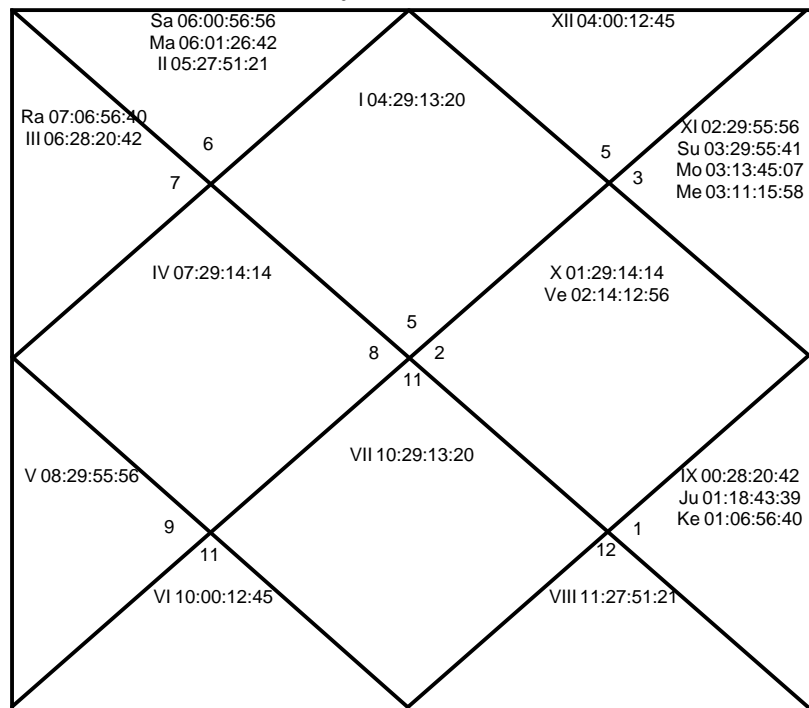 Sa 06:00:56:56
Ma 06:01:26:42
II 05:27:51:21
XII 04:00:12:45
I 04:29:13:20
Ra 07:06:56:40
III 06:28:20:42
XI 02:29:55:56
Su 03:29:55:41
Mo 03:13:45:07
Me 03:11:15:58
6
5
7
3
IV 07:29:14:14
X 01:29:14:14
Ve 02:14:12:56
5
8
2
11
VII 10:29:13:20
V 08:29:55:56
IX 00:28:20:42
Ju 01:18:43:39
Ke 01:06:56:40
9
1
11
12
VI 10:00:12:45
VIII 11:27:51:21